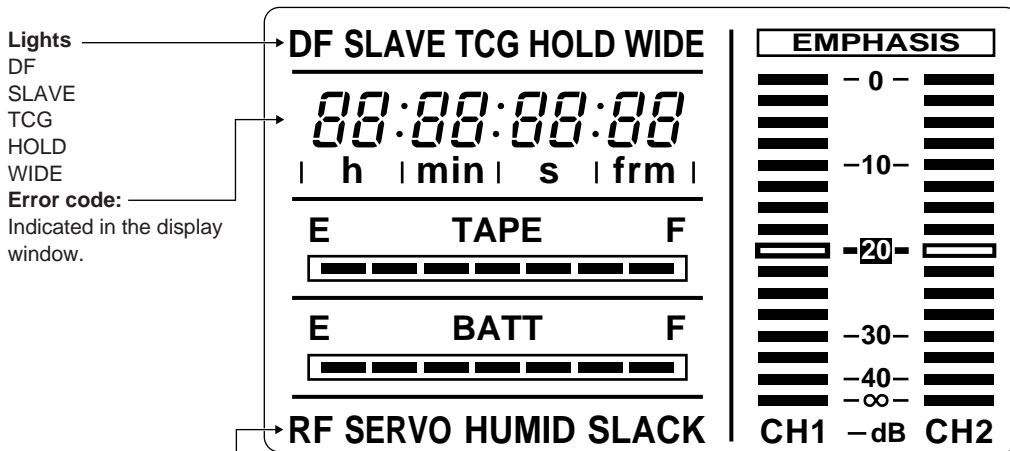 Lights
DF
SLAVE
TCG
HOLD
WIDE
Error code:
Indicated in the display
window.
DF SLAVE TCG HOLD WIDE
88:88:88:88
h min s frm
E TAPE F
E BATT F
RF SERVO HUMID SLACK
EMPHASIS
0
-10-
-20-
-30-
-40-
-∞-
CH1 -dB CH2